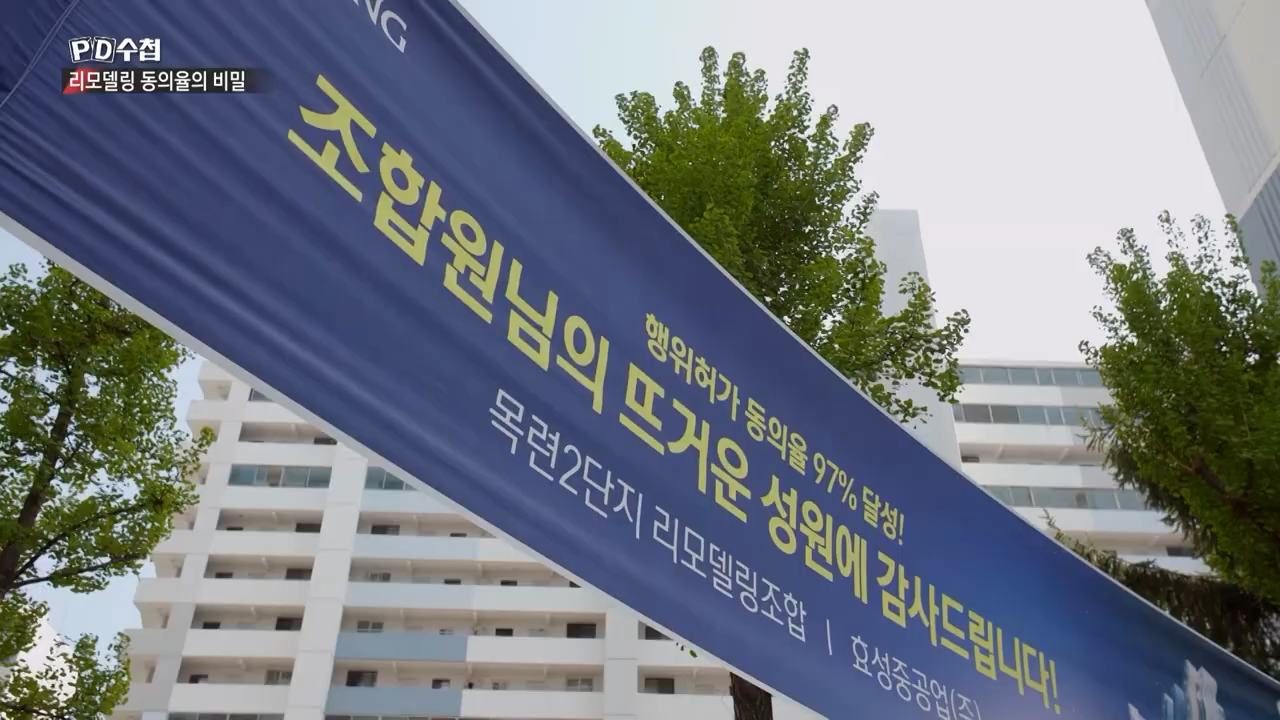 PD수첩
리모델링 동의율의 비밀
NG
행위허가 동의율 97% 달성!
조합원님의 뜨거운 성원에 감사드립니다!
목련2단지 리모델링조합 | 효성중공업(주)